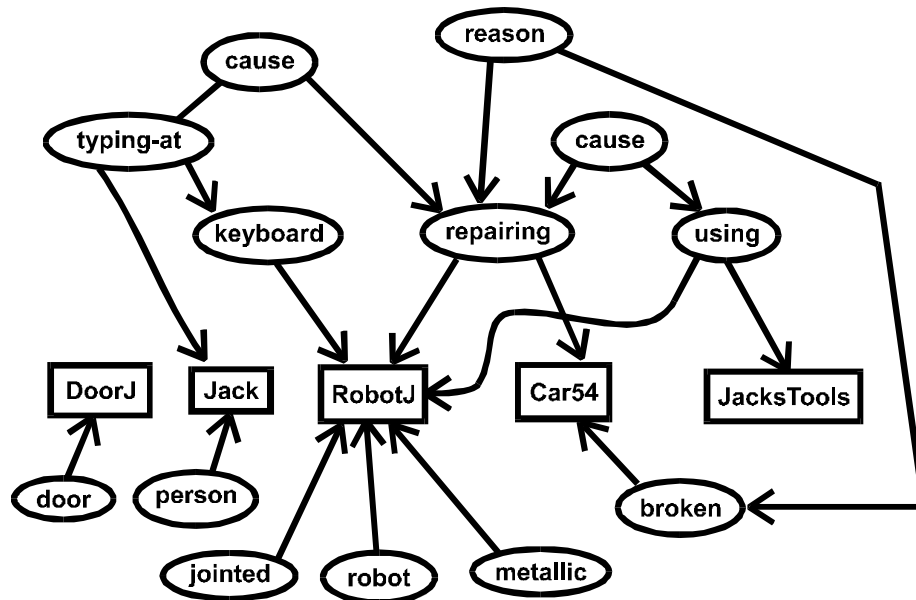 reason
cause
typing-at
cause
keyboard
repairing
using
DoorJ
Jack
RobotJ
Car54
JacksTools
door
person
broken
jointed
robot
metallic